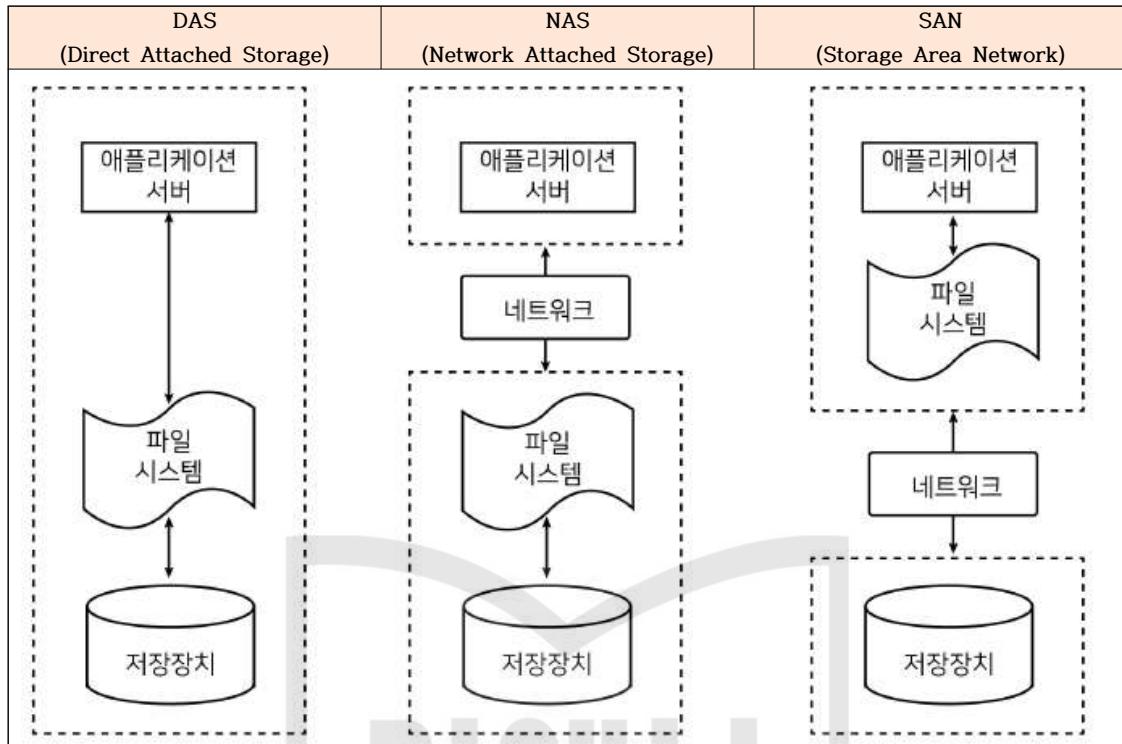 DAS
(Direct Attached Storage)
NAS
(Network Attached Storage)
SAN
(Storage Area Network)
애플리케이션
서버
파일
시스템
저장장치
애플리케이션
서버
네트워크
파일
시스템
저장장치
애플리케이션
서버
파일
시스템
네트워크
저장장치